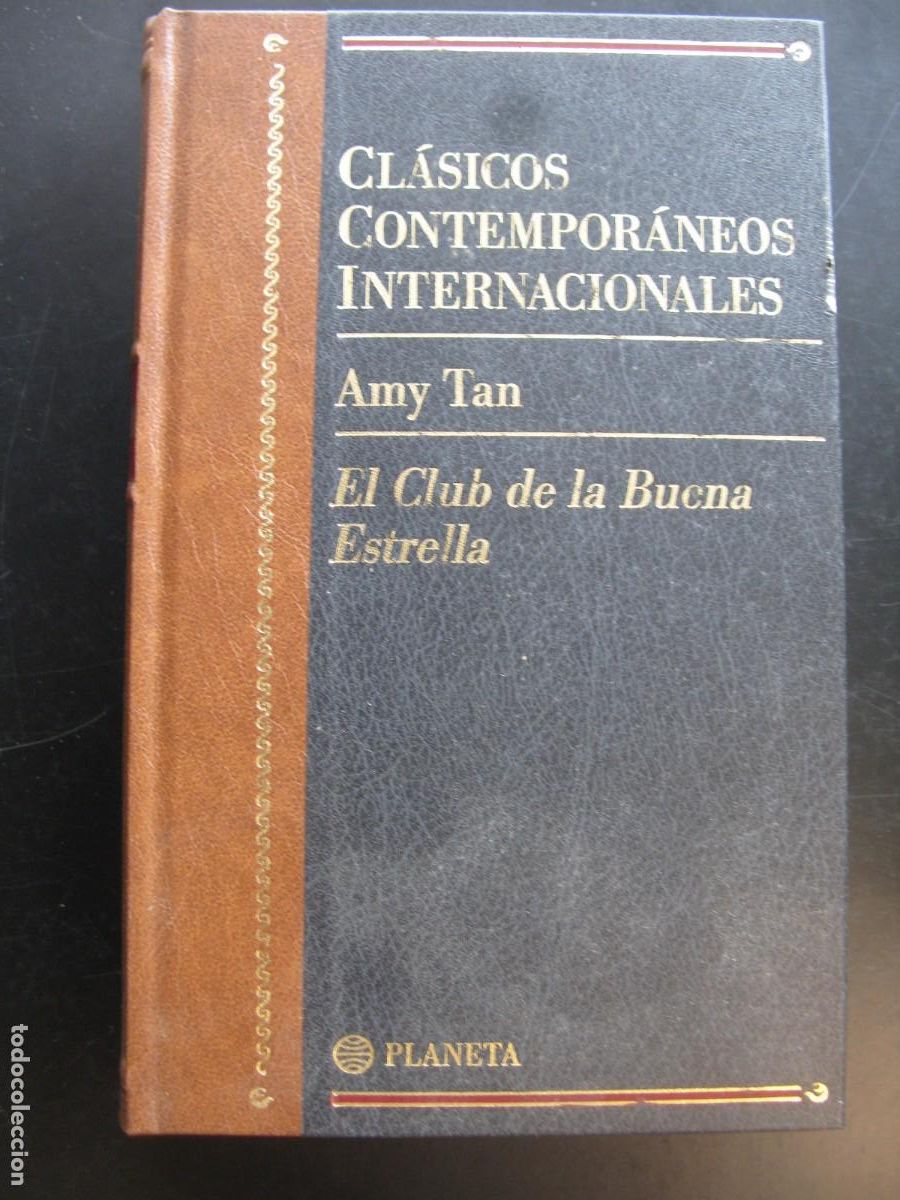 CLÁSICOS
CONTEMPORÁNEOS
INTERNACIONALES
Amy Tan
El Club de la Buena
Estrella
PLANETA
todocoleccion